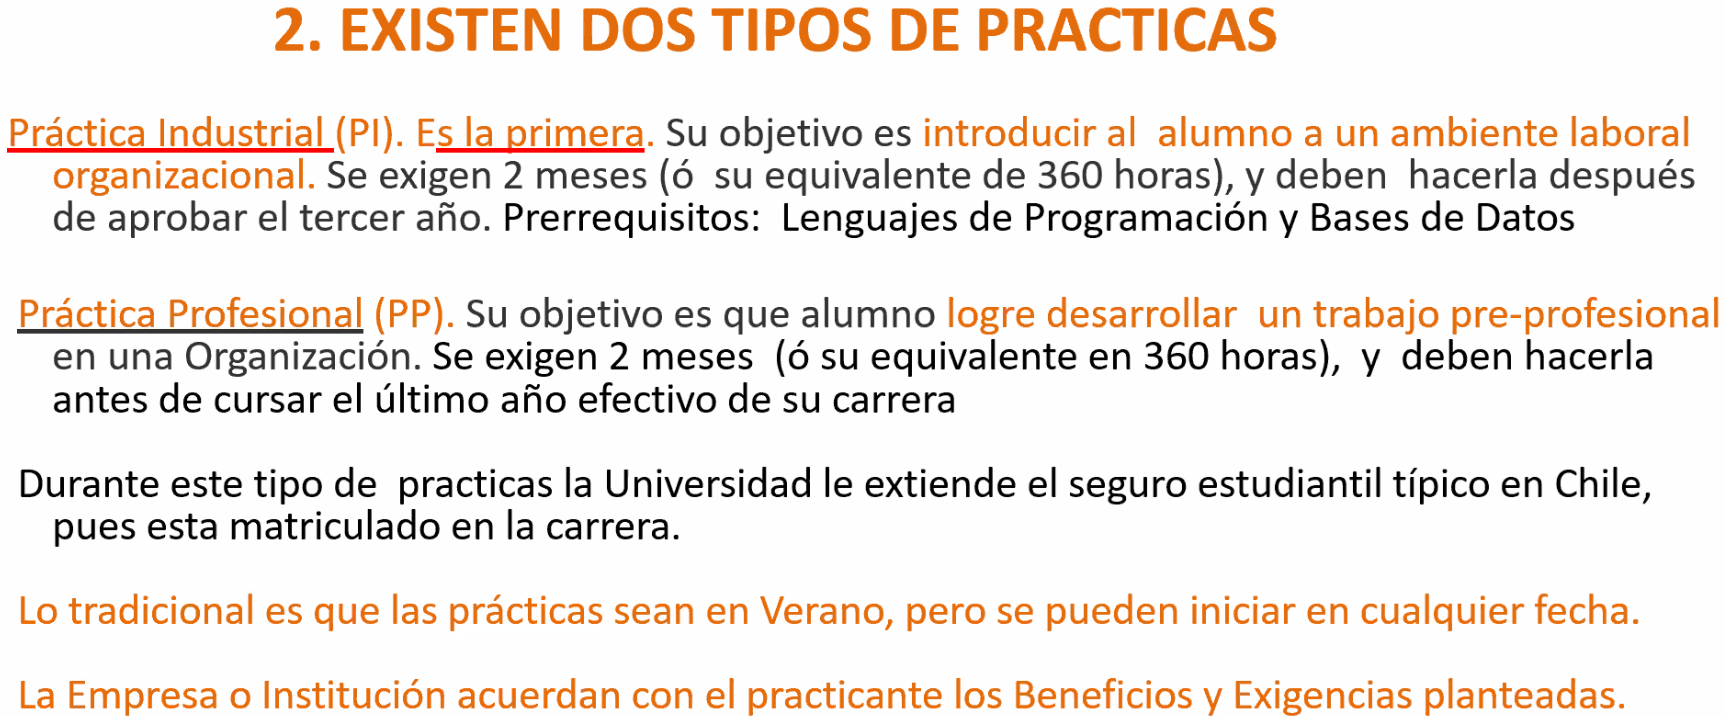 2. EXISTEN DOS TIPOS DE PRACTICAS
Práctica Industrial (PI). Es la primera. Su objetivo es introducir al alumno a un ambiente laboral
organizacional. Se exigen 2 meses (ó su equivalente de 360 horas), y deben hacerla después
de aprobar el tercer año. Prerrequisitos: Lenguajes de Programación y Bases de Datos
Práctica Profesional (PP). Su objetivo es que alumno logre desarrollar un trabajo pre-profesional
en una Organización. Se exigen 2 meses (ó su equivalente en 360 horas), y deben hacerla
antes de cursar el último año efectivo de su carrera
Durante este tipo de practicas la Universidad le extiende el seguro estudiantil típico en Chile,
pues esta matriculado en la carrera.
Lo tradicional es que las prácticas sean en Verano, pero se pueden iniciar en cualquier fecha.
La Empresa o Institución acuerdan con el practicante los Beneficios y Exigencias planteadas.